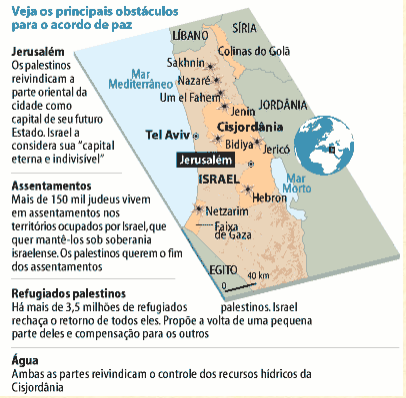 Veja os principais obstáculos
para o acordo de paz
Jerusalém
Os palestinos
reivindicam a
parte oriental da
cidade como
capital de seu futuro
Estado. Israel a
considera sua "capital
eterna e indivisível"
Assentamentos
Mais de 150 mil judeus vivem
em assentamentos nos
territórios ocupados por Israel, que
quer mantê-los sob soberania
israelense. Os palestinos querem o fim
dos assentamentos
Refugiados palestinos
Há mais de 3,5 milhões de refugiados palestinos. Israel
rechaça o retorno de todos eles. Propõe a volta de uma pequena
parte deles e compensação para os outros
Água
Ambas as partes reivindicam o controle dos recursos hídricos da
Cisjordânia
LÍBANO
SÍRIA
Colinas do Golã
Sakhnin
Mar
Mediterrâneo
Nazaré
Um el Fahem
Jenin
JORDÂNIA
Tel Aviv
Cisjordânia
Bidiya
Jericó
Jerusalém
ISRAEL
Mar
Morto
Hebron
Netzarim
Faixa
de Gaza
EGITO
0
40 km